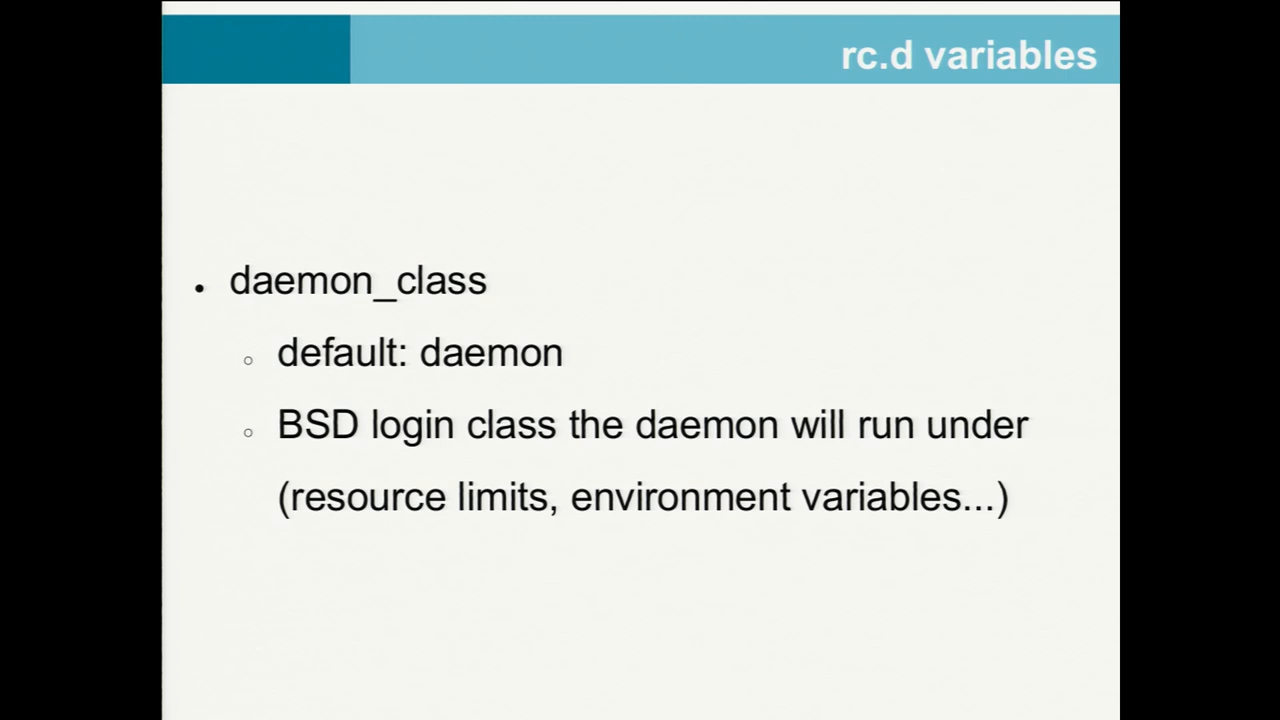 rc.d variables
• daemon_class
○ default: daemon
○ BSD login class the daemon will run under
(resource limits, environment variables...)